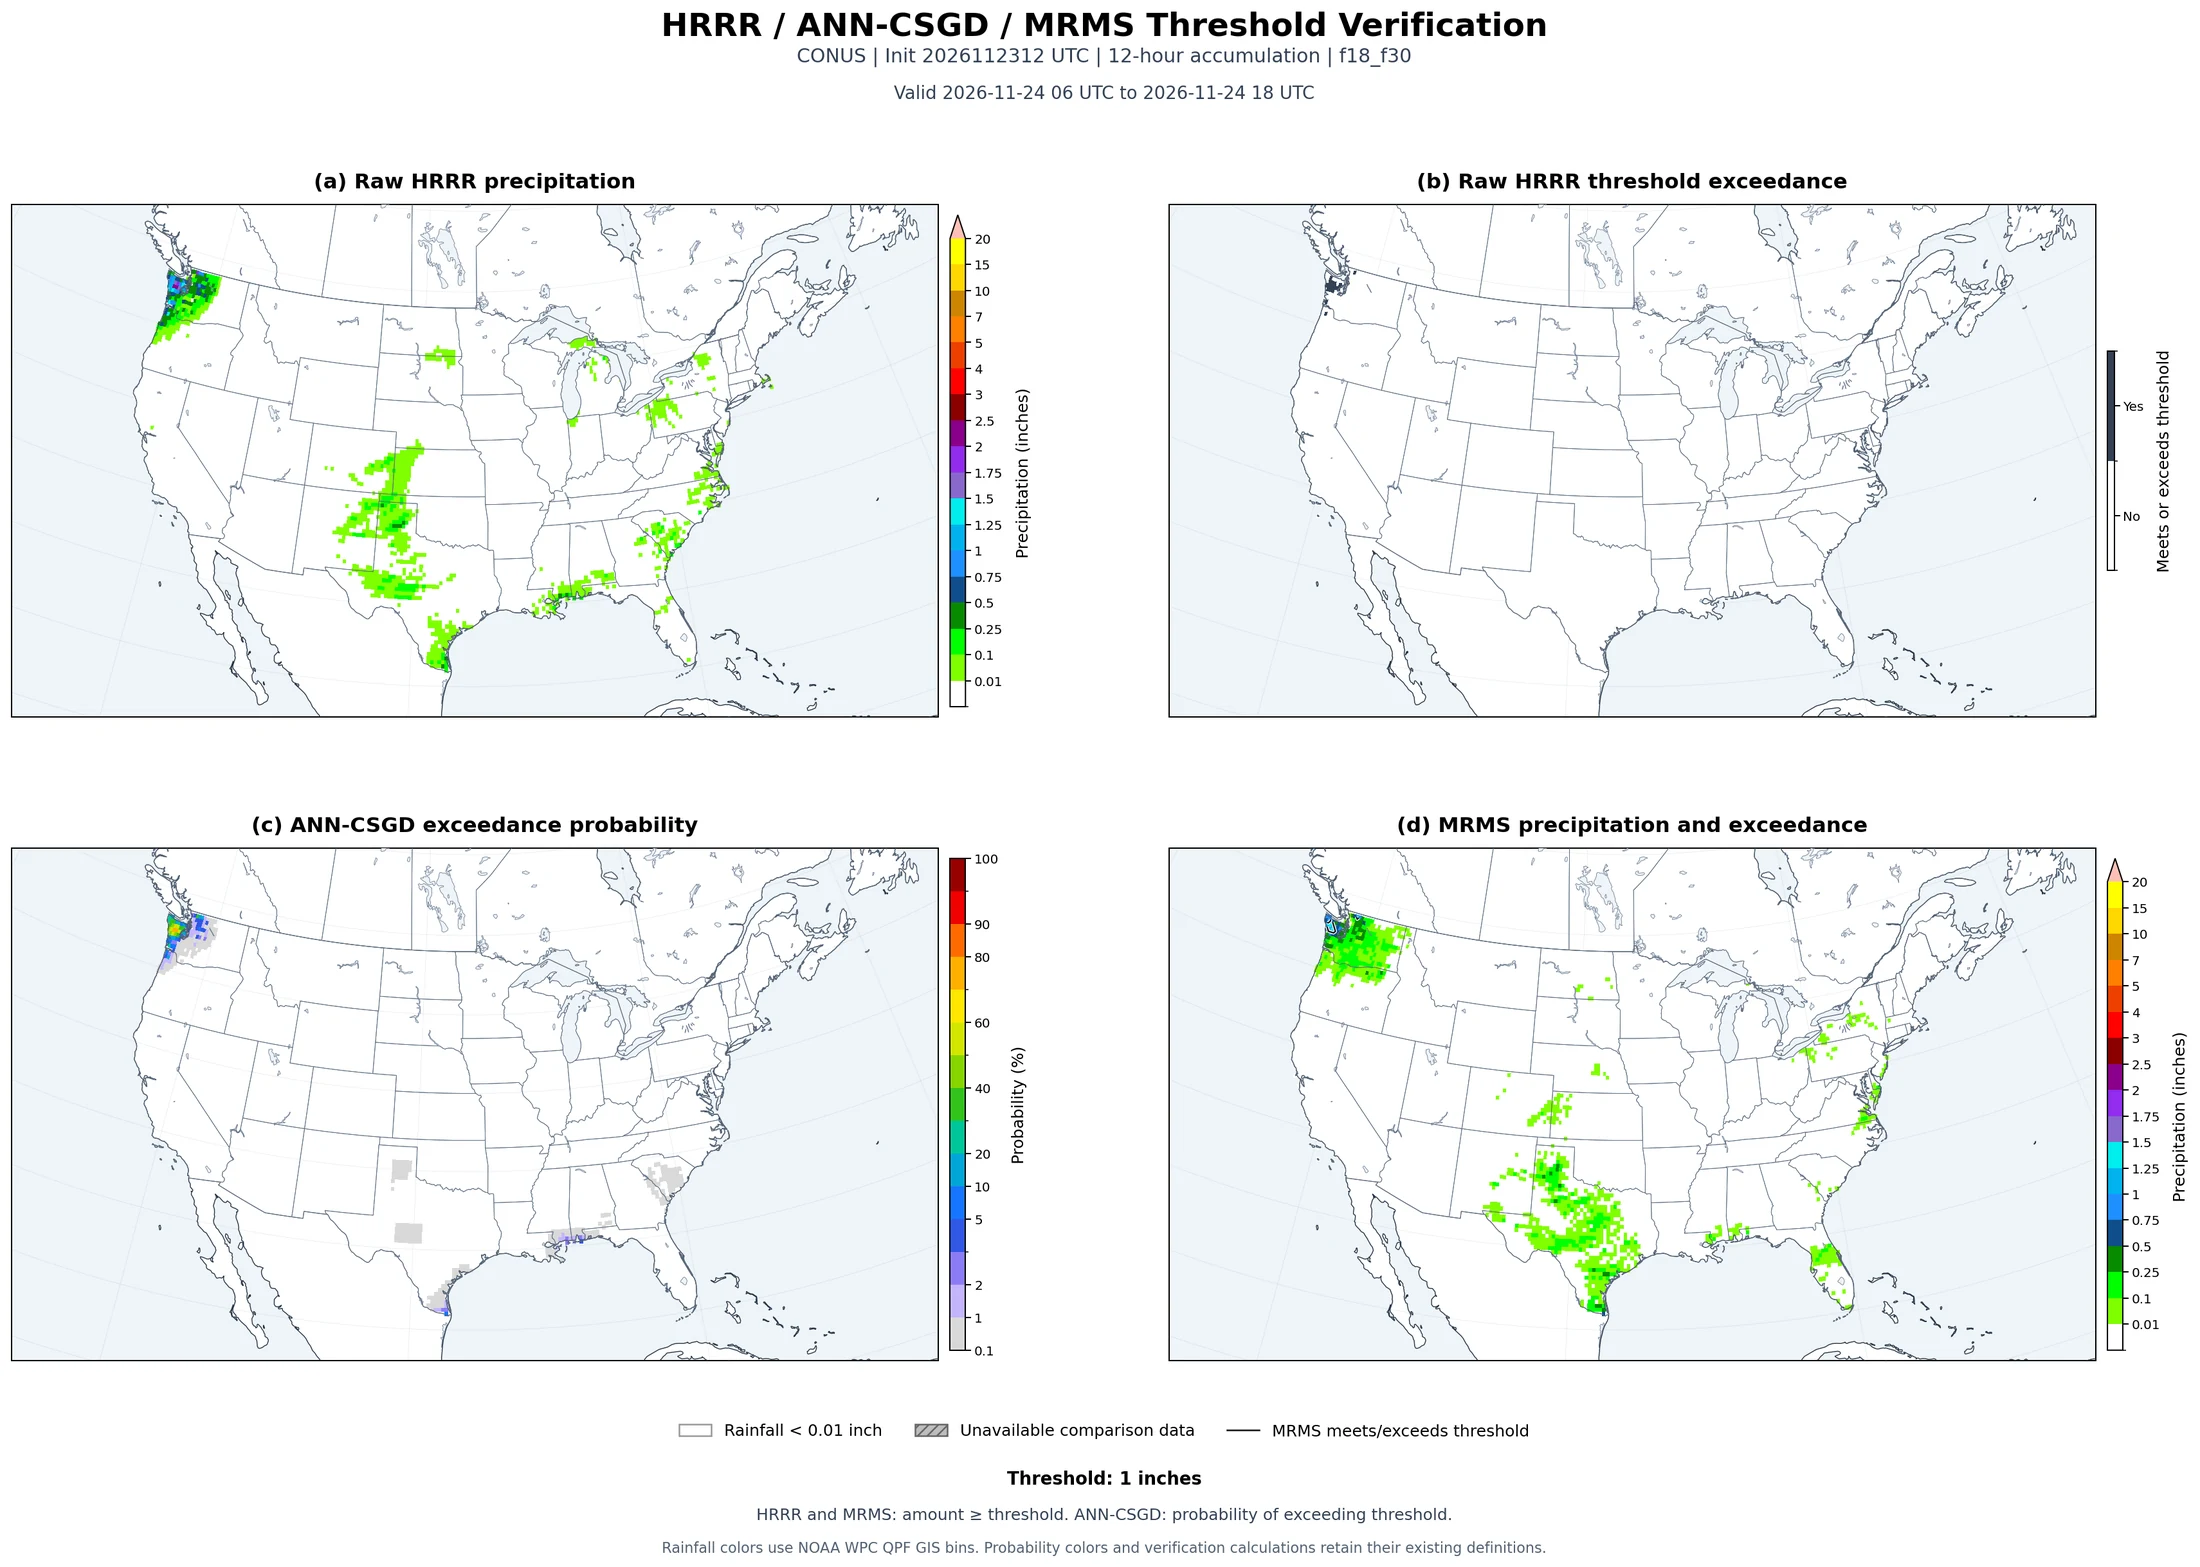 HRRR / ANN-CSGD / MRMS Threshold Verification
CONUS | Init 2026112312 UTC | 12-hour accumulation | f18_f30
Valid 2026-11-24 06 UTC to 2026-11-24 18 UTC
(a) Raw HRRR precipitation
20
15
10
7
5
4
3
2.5
2
1.75
1.5
1.25
1
0.75
0.5
0.25
0.1
0.01
Precipitation (inches)
(b) Raw HRRR threshold exceedance
Yes
No
Meets or exceeds threshold
(c) ANN-CSGD exceedance probability
100
90
80
60
40
20
10
5
2
1
0.1
Probability (%)
(d) MRMS precipitation and exceedance
20
15
10
7
5
4
3
2.5
2
1.75
1.5
1.25
1
0.75
0.5
0.25
0.1
0.01
Precipitation (inches)
Rainfall < 0.01 inch
Unavailable comparison data
MRMS meets/exceeds threshold
Threshold: 1 inches
HRRR and MRMS: amount ≥ threshold. ANN-CSGD: probability of exceeding threshold.
Rainfall colors use NOAA WPC QPF GIS bins. Probability colors and verification calculations retain their existing definitions.